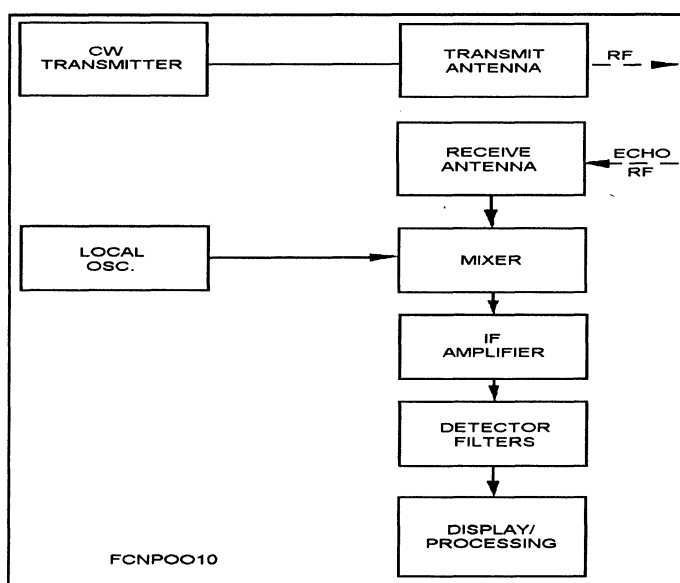 CW
TRANSMITTER
TRANSMIT
ANTENNA
RF
RECEIVE
ANTENNA
ECHO
RF
LOCAL
OSC.
MIXER
IF
AMPLIFIER
DETECTOR
FILTERS
DISPLAY/
PROCESSING
FCNPOO10